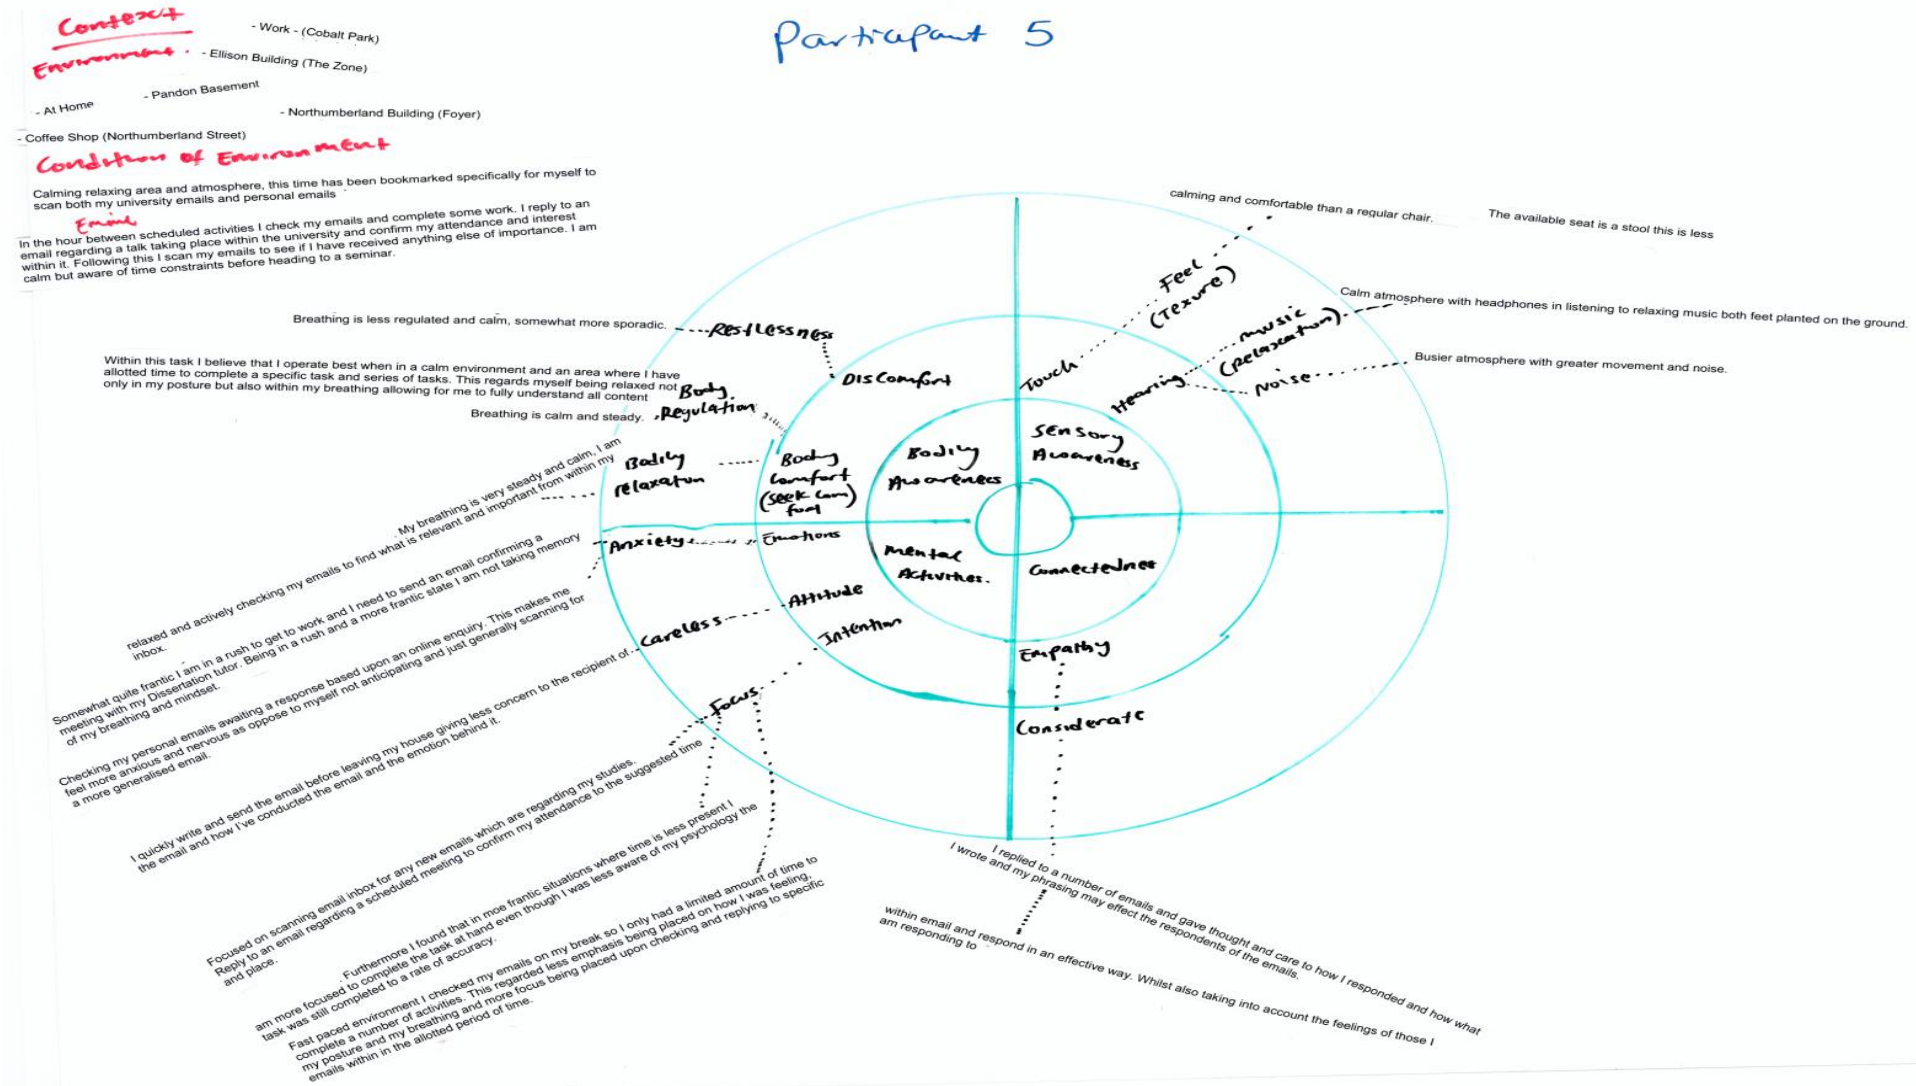 Context
Participant 5
- Work - (Cobalt Park)
Environment.
- Ellison Building (The Zone)
- At Home
- Pandon Basement
- Northumberland Building (Foyer)
- Coffee Shop (Northumberland Street)
Condition of Environment
Calming relaxing area and atmosphere, this time has been bookmarked specifically for myself to
scan both my university emails and personal emails
In the hour between scheduled activities I check my emails and complete some work. I reply to an
email regarding a talk taking place within the university and confirm my attendance and interest
within it. Following this I scan my emails to see if I have received anything else of importance. I am
calm but aware of time constraints before heading to a seminar.
calming and comfortable than a regular chair.
The available seat is a stool this is less
Feel
(Texure)
Touch
Calm atmosphere with headphones in listening to relaxing music both feet planted on the ground.
music
(relaxation)
Hearing
Noise
Busier atmosphere with greater movement and noise.
Sensory
Awareness
Breathing is less regulated and calm, somewhat more sporadic.
Restlessness
Discomfort
Within this task I believe that I operate best when in a calm environment and an area where I have
allotted time to complete a specific task and series of tasks. This regards myself being relaxed not
only in my posture but also within my breathing allowing for me to fully understand all content
Body
Regulation
Breathing is calm and steady.
Bodily
relaxation
Body
Comfort
(seek
Bodily
Awareness
My breathing is very steady and calm, I am
relaxed and actively checking my emails to find what is relevant and important from within my
inbox.
Anxiety
Emotions
Mental
Activities.
Connectedness
Somewhat quite frantic I am in a rush to get to work and I need to send an email confirming a
meeting with my Dissertation tutor. Being in a rush and a more frantic state I am not taking memory
of my breathing and mindset.
Checking my personal emails awaiting a response based upon an online enquiry. This makes me
feel more anxious and nervous as oppose to myself not anticipating and just generally scanning for
a more generalised email.
Careless
Attitude
Intention
I quickly write and send the email before leaving my house giving less concern to the recipient of
the email and how I've conducted the email and the emotion behind it.
Focus
Focused on scanning email inbox for any new emails which are regarding my studies.
Reply to an email regarding a scheduled meeting to confirm my attendance to the suggested time
and place.
Furthermore I found that in moe frantic situations where time is less present I
am more focused to complete the task at hand even though I was less aware of my psychology the
task was still completed to a rate of accuracy.
Fast paced environment I checked my emails on my break so I only had a limited amount of time to
complete a number of activities. This regarded less emphasis being placed on how I was feeling,
my posture and my breathing and more focus being placed upon checking and replying to specific
emails within in the allotted period of time.
Empathy
Considerate
I replied to a number of emails and gave thought and care to how I responded and how what
I wrote and my phrasing may effect the respondents of the emails.
within email and respond in an effective way. Whilst also taking into account the feelings of those I
am responding to